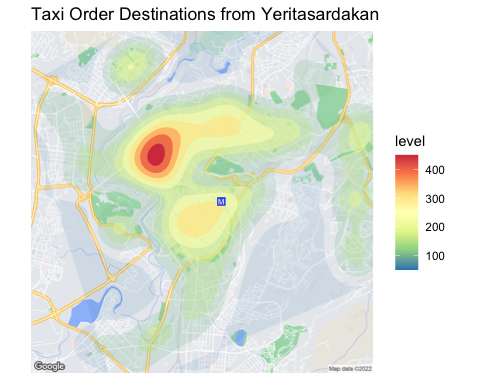 Taxi Order Destinations from Yeritasardakan
level
400
300
200
100
M
Google
Map data ©2022